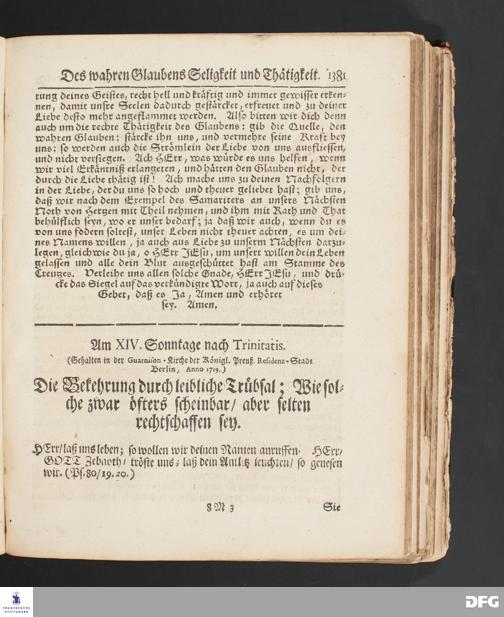 Des wahren Glaubens Seligkeit und Thätigkeit. 1381
rung deines Geistes, recht hell und kräftig und immer gewisser erken-
nen, damit unsre Seelen dadurch gestärcket, erfreuet und zu deiner
Liebe desto mehr angeflammet werden. Also bitten wir dich denn
auch um die rechte Thätigkeit des Glaubens: gib die Quelle, den
wahren Glauben: stärcke ihn uns, und vermehre seine Kraft bey
uns: so werden auch die Strömlein der Liebe von uns ausfliessen,
und nicht versiegen. Ach HErr, was würde es uns helfen, wenn
wir viel Erkäntniß erlangeten, und hätten den Glauben nicht, der
durch die Liebe thätig ist! Ach mache uns zu deinen Nachfolgern
in der Liebe, der du uns so hoch und theuer geliebet hast; gib uns,
daß wir nach dem Exempel des Samariters an unsers Nächsten
Noth von Hertzen mit Theil nehmen, und ihm mit Rath und That
behülflich seyn, wo er unser bedarf; ja daß wir auch, wenn du es
von uns fodern soltest, unser Leben nicht theuer achten, es um dei-
nes Namens willen, ja auch aus Liebe zu unserm Nächsten darzu-
legen, gleichwie du ja, o HErr JEsu, um unsert willen dein Leben
gelassen und alle dein Blut ausgeschüttet hast am Stamme des
Creutzes. Verleihe uns allen solche Gnade, HErr JEsu, und drü-
cke das Siegel auf das verkündigte Wort, ja auch auf dieses
Gebet, daß es Ja, Amen und erhöret
sey. Amen.
Am XIV. Sonntage nach Trinitatis.
(Gehalten in der Guarnison-Kirche der Königl. Preuß. Residenz-Stadt
Berlin, Anno 1719.)
Die Bekehrung durch leibliche Trübsal; Wie sol-
che zwar öfters scheinbar/ aber selten
rechtschaffen sey.
HErr/ laß uns leben; so wollen wir deinen Namen anruffen. HErr/
GOTT Zebaoth/ tröste uns; laß dein Antlitz leuchten/ so genesen
wir. (Ps. 80/19. 20.)
8 M 3 Sie
FRANCKESCHE
STIFTUNGEN
DFG